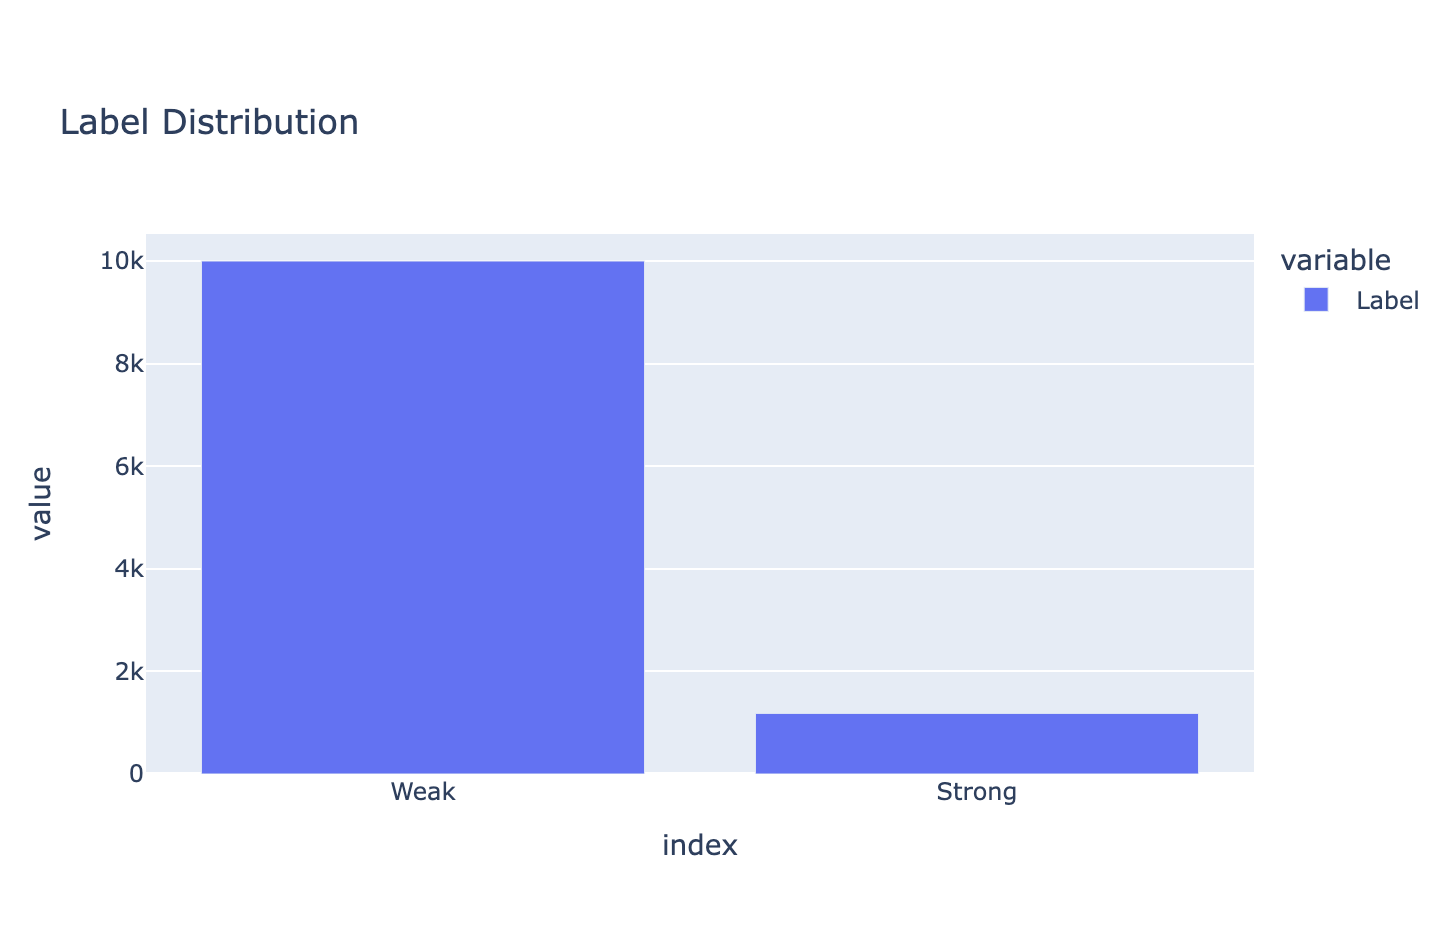 Label Distribution
variable
Label
10k
8k
6k
4k
2k
0
value
Weak
Strong
index